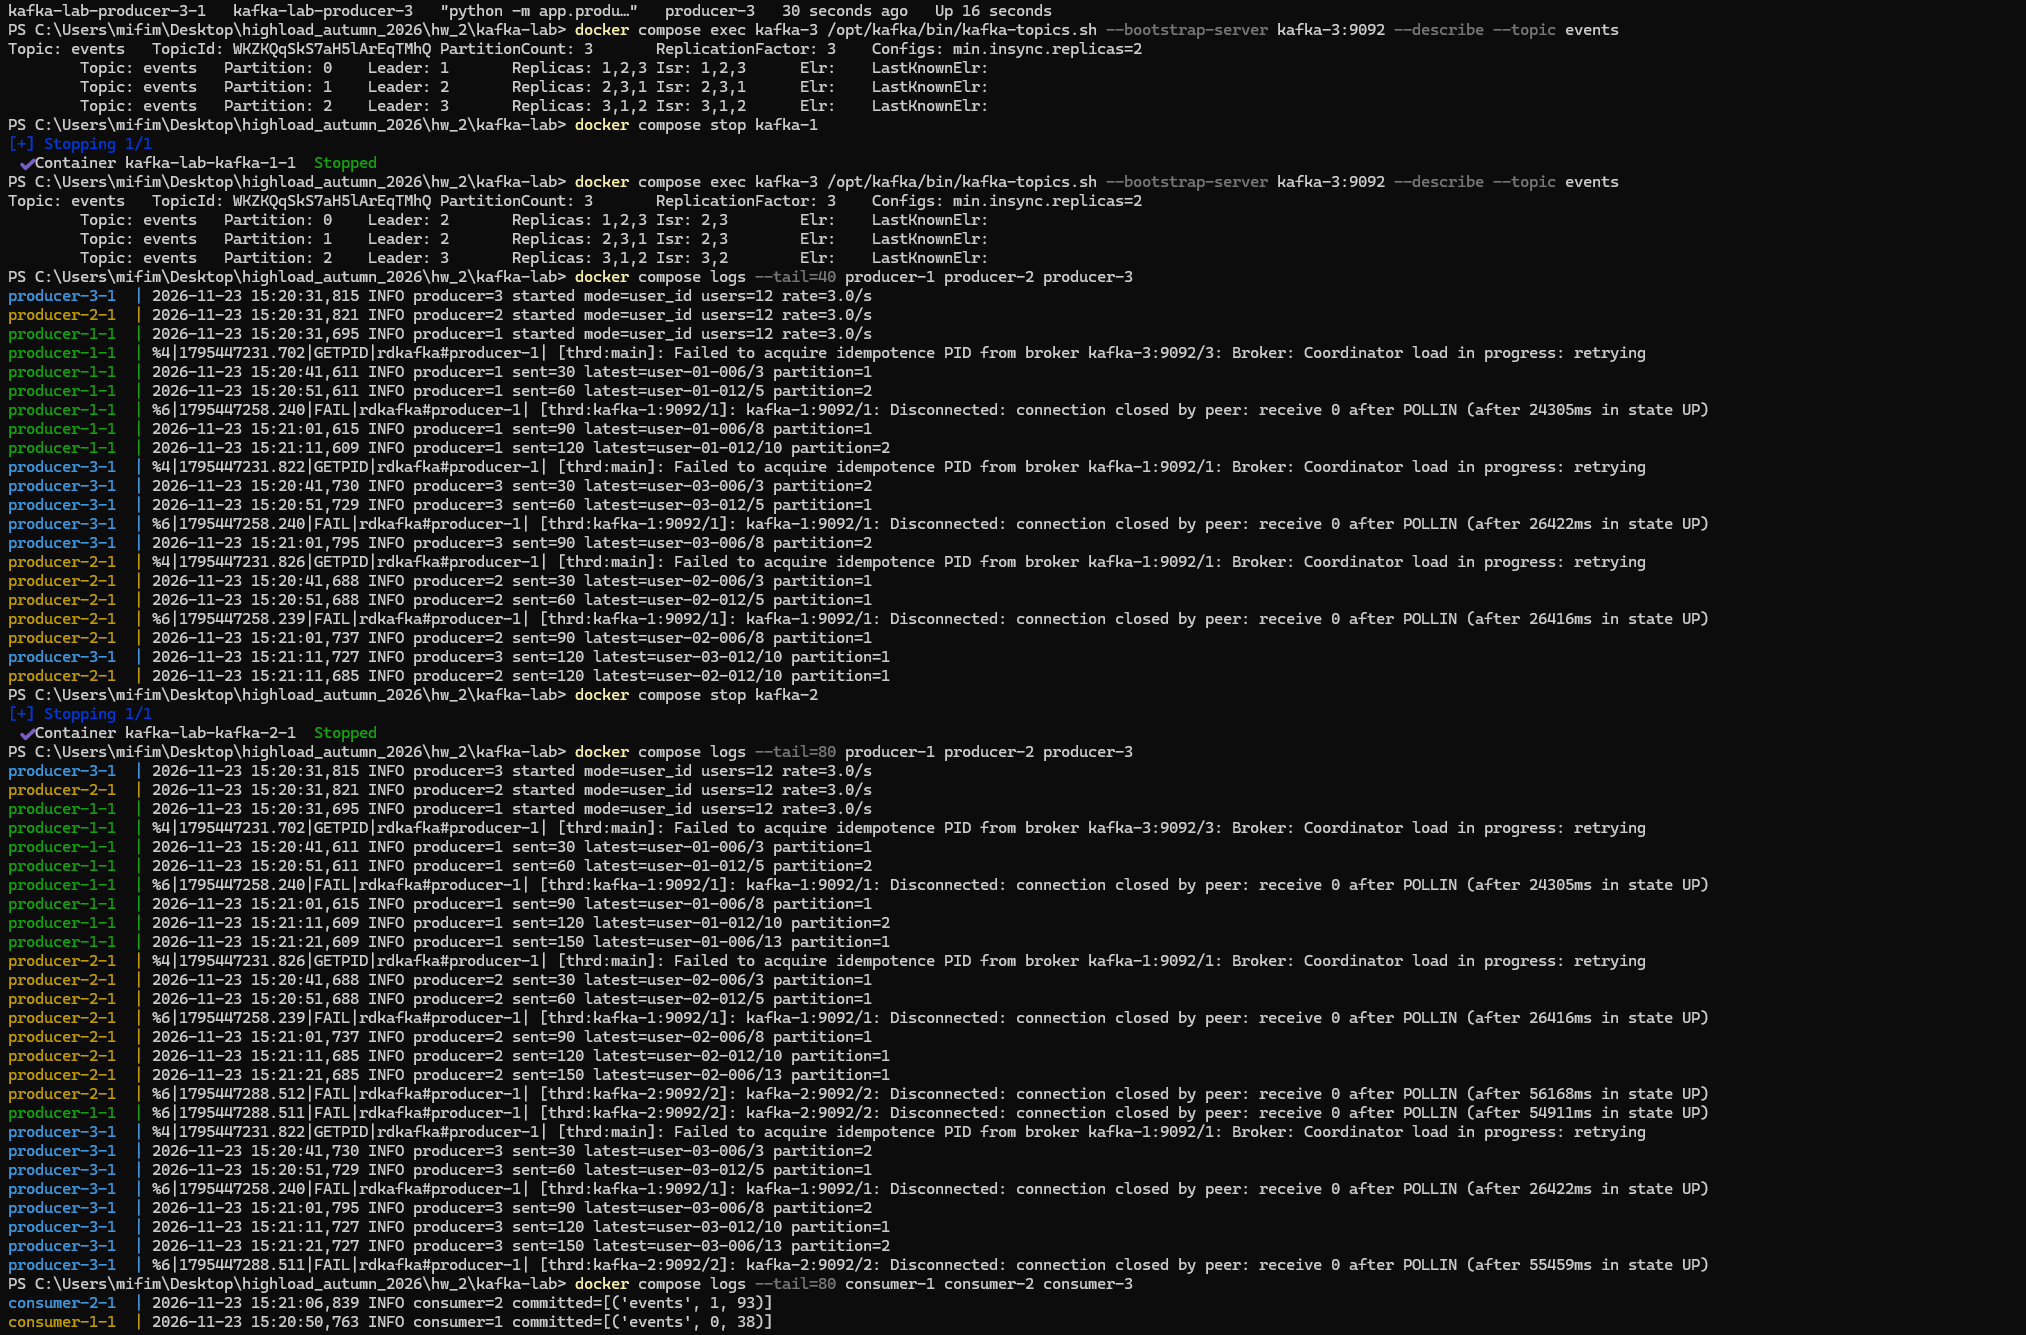 kafka-lab-producer-3-1   kafka-lab-producer-3   "python -m app.produ…"   producer-3   30 seconds ago   Up 16 seconds
PS C:\Users\mifim\Desktop\highload_autumn_2026\hw_2\kafka-lab> docker compose exec kafka-3 /opt/kafka/bin/kafka-topics.sh --bootstrap-server kafka-3:9092 --describe --topic events
Topic: events   TopicId: WKZKQqSkS7aH5lArEqTMhQ PartitionCount: 3       ReplicationFactor: 3    Configs: min.insync.replicas=2
        Topic: events   Partition: 0    Leader: 1       Replicas: 1,2,3 Isr: 1,2,3      Elr:    LastKnownElr:
        Topic: events   Partition: 1    Leader: 2       Replicas: 2,3,1 Isr: 2,3,1      Elr:    LastKnownElr:
        Topic: events   Partition: 2    Leader: 3       Replicas: 3,1,2 Isr: 3,1,2      Elr:    LastKnownElr:
PS C:\Users\mifim\Desktop\highload_autumn_2026\hw_2\kafka-lab> docker compose stop kafka-1
[+] Stopping 1/1
 ✔Container kafka-lab-kafka-1-1  Stopped
PS C:\Users\mifim\Desktop\highload_autumn_2026\hw_2\kafka-lab> docker compose exec kafka-3 /opt/kafka/bin/kafka-topics.sh --bootstrap-server kafka-3:9092 --describe --topic events
Topic: events   TopicId: WKZKQqSkS7aH5lArEqTMhQ PartitionCount: 3       ReplicationFactor: 3    Configs: min.insync.replicas=2
        Topic: events   Partition: 0    Leader: 2       Replicas: 1,2,3 Isr: 2,3        Elr:    LastKnownElr:
        Topic: events   Partition: 1    Leader: 2       Replicas: 2,3,1 Isr: 2,3        Elr:    LastKnownElr:
        Topic: events   Partition: 2    Leader: 3       Replicas: 3,1,2 Isr: 3,2        Elr:    LastKnownElr:
PS C:\Users\mifim\Desktop\highload_autumn_2026\hw_2\kafka-lab> docker compose logs --tail=40 producer-1 producer-2 producer-3
producer-3-1  | 2026-11-23 15:20:31,815 INFO producer=3 started mode=user_id users=12 rate=3.0/s
producer-2-1  | 2026-11-23 15:20:31,821 INFO producer=2 started mode=user_id users=12 rate=3.0/s
producer-1-1  | 2026-11-23 15:20:31,695 INFO producer=1 started mode=user_id users=12 rate=3.0/s
producer-1-1  | %4|1795447231.702|GETPID|rdkafka#producer-1| [thrd:main]: Failed to acquire idempotence PID from broker kafka-3:9092/3: Broker: Coordinator load in progress: retrying
producer-1-1  | 2026-11-23 15:20:41,611 INFO producer=1 sent=30 latest=user-01-006/3 partition=1
producer-1-1  | 2026-11-23 15:20:51,611 INFO producer=1 sent=60 latest=user-01-012/5 partition=2
producer-1-1  | %6|1795447258.240|FAIL|rdkafka#producer-1| [thrd:kafka-1:9092/1]: kafka-1:9092/1: Disconnected: connection closed by peer: receive 0 after POLLIN (after 24305ms in state UP)
producer-1-1  | 2026-11-23 15:21:01,615 INFO producer=1 sent=90 latest=user-01-006/8 partition=1
producer-1-1  | 2026-11-23 15:21:11,609 INFO producer=1 sent=120 latest=user-01-012/10 partition=2
producer-3-1  | %4|1795447231.822|GETPID|rdkafka#producer-1| [thrd:main]: Failed to acquire idempotence PID from broker kafka-1:9092/1: Broker: Coordinator load in progress: retrying
producer-3-1  | 2026-11-23 15:20:41,730 INFO producer=3 sent=30 latest=user-03-006/3 partition=2
producer-3-1  | 2026-11-23 15:20:51,729 INFO producer=3 sent=60 latest=user-03-012/5 partition=1
producer-3-1  | %6|1795447258.240|FAIL|rdkafka#producer-1| [thrd:kafka-1:9092/1]: kafka-1:9092/1: Disconnected: connection closed by peer: receive 0 after POLLIN (after 26422ms in state UP)
producer-3-1  | 2026-11-23 15:21:01,795 INFO producer=3 sent=90 latest=user-03-006/8 partition=2
producer-2-1  | %4|1795447231.826|GETPID|rdkafka#producer-1| [thrd:main]: Failed to acquire idempotence PID from broker kafka-1:9092/1: Broker: Coordinator load in progress: retrying
producer-2-1  | 2026-11-23 15:20:41,688 INFO producer=2 sent=30 latest=user-02-006/3 partition=1
producer-2-1  | 2026-11-23 15:20:51,688 INFO producer=2 sent=60 latest=user-02-012/5 partition=1
producer-2-1  | %6|1795447258.239|FAIL|rdkafka#producer-1| [thrd:kafka-1:9092/1]: kafka-1:9092/1: Disconnected: connection closed by peer: receive 0 after POLLIN (after 26416ms in state UP)
producer-2-1  | 2026-11-23 15:21:01,737 INFO producer=2 sent=90 latest=user-02-006/8 partition=1
producer-3-1  | 2026-11-23 15:21:11,727 INFO producer=3 sent=120 latest=user-03-012/10 partition=1
producer-2-1  | 2026-11-23 15:21:11,685 INFO producer=2 sent=120 latest=user-02-012/10 partition=1
PS C:\Users\mifim\Desktop\highload_autumn_2026\hw_2\kafka-lab> docker compose stop kafka-2
[+] Stopping 1/1
 ✔Container kafka-lab-kafka-2-1  Stopped
PS C:\Users\mifim\Desktop\highload_autumn_2026\hw_2\kafka-lab> docker compose logs --tail=80 producer-1 producer-2 producer-3
producer-3-1  | 2026-11-23 15:20:31,815 INFO producer=3 started mode=user_id users=12 rate=3.0/s
producer-2-1  | 2026-11-23 15:20:31,821 INFO producer=2 started mode=user_id users=12 rate=3.0/s
producer-1-1  | 2026-11-23 15:20:31,695 INFO producer=1 started mode=user_id users=12 rate=3.0/s
producer-1-1  | %4|1795447231.702|GETPID|rdkafka#producer-1| [thrd:main]: Failed to acquire idempotence PID from broker kafka-3:9092/3: Broker: Coordinator load in progress: retrying
producer-1-1  | 2026-11-23 15:20:41,611 INFO producer=1 sent=30 latest=user-01-006/3 partition=1
producer-1-1  | 2026-11-23 15:20:51,611 INFO producer=1 sent=60 latest=user-01-012/5 partition=2
producer-1-1  | %6|1795447258.240|FAIL|rdkafka#producer-1| [thrd:kafka-1:9092/1]: kafka-1:9092/1: Disconnected: connection closed by peer: receive 0 after POLLIN (after 24305ms in state UP)
producer-1-1  | 2026-11-23 15:21:01,615 INFO producer=1 sent=90 latest=user-01-006/8 partition=1
producer-1-1  | 2026-11-23 15:21:11,609 INFO producer=1 sent=120 latest=user-01-012/10 partition=2
producer-1-1  | 2026-11-23 15:21:21,609 INFO producer=1 sent=150 latest=user-01-006/13 partition=1
producer-2-1  | %4|1795447231.826|GETPID|rdkafka#producer-1| [thrd:main]: Failed to acquire idempotence PID from broker kafka-1:9092/1: Broker: Coordinator load in progress: retrying
producer-2-1  | 2026-11-23 15:20:41,688 INFO producer=2 sent=30 latest=user-02-006/3 partition=1
producer-2-1  | 2026-11-23 15:20:51,688 INFO producer=2 sent=60 latest=user-02-012/5 partition=1
producer-2-1  | %6|1795447258.239|FAIL|rdkafka#producer-1| [thrd:kafka-1:9092/1]: kafka-1:9092/1: Disconnected: connection closed by peer: receive 0 after POLLIN (after 26416ms in state UP)
producer-2-1  | 2026-11-23 15:21:01,737 INFO producer=2 sent=90 latest=user-02-006/8 partition=1
producer-2-1  | 2026-11-23 15:21:11,685 INFO producer=2 sent=120 latest=user-02-012/10 partition=1
producer-2-1  | 2026-11-23 15:21:21,685 INFO producer=2 sent=150 latest=user-02-006/13 partition=1
producer-2-1  | %6|1795447288.512|FAIL|rdkafka#producer-1| [thrd:kafka-2:9092/2]: kafka-2:9092/2: Disconnected: connection closed by peer: receive 0 after POLLIN (after 56168ms in state UP)
producer-1-1  | %6|1795447288.511|FAIL|rdkafka#producer-1| [thrd:kafka-2:9092/2]: kafka-2:9092/2: Disconnected: connection closed by peer: receive 0 after POLLIN (after 54911ms in state UP)
producer-3-1  | %4|1795447231.822|GETPID|rdkafka#producer-1| [thrd:main]: Failed to acquire idempotence PID from broker kafka-1:9092/1: Broker: Coordinator load in progress: retrying
producer-3-1  | 2026-11-23 15:20:41,730 INFO producer=3 sent=30 latest=user-03-006/3 partition=2
producer-3-1  | 2026-11-23 15:20:51,729 INFO producer=3 sent=60 latest=user-03-012/5 partition=1
producer-3-1  | %6|1795447258.240|FAIL|rdkafka#producer-1| [thrd:kafka-1:9092/1]: kafka-1:9092/1: Disconnected: connection closed by peer: receive 0 after POLLIN (after 26422ms in state UP)
producer-3-1  | 2026-11-23 15:21:01,795 INFO producer=3 sent=90 latest=user-03-006/8 partition=2
producer-3-1  | 2026-11-23 15:21:11,727 INFO producer=3 sent=120 latest=user-03-012/10 partition=1
producer-3-1  | 2026-11-23 15:21:21,727 INFO producer=3 sent=150 latest=user-03-006/13 partition=2
producer-3-1  | %6|1795447288.511|FAIL|rdkafka#producer-1| [thrd:kafka-2:9092/2]: kafka-2:9092/2: Disconnected: connection closed by peer: receive 0 after POLLIN (after 55459ms in state UP)
PS C:\Users\mifim\Desktop\highload_autumn_2026\hw_2\kafka-lab> docker compose logs --tail=80 consumer-1 consumer-2 consumer-3
consumer-2-1  | 2026-11-23 15:21:06,839 INFO consumer=2 committed=[('events', 1, 93)]
consumer-1-1  | 2026-11-23 15:20:50,763 INFO consumer=1 committed=[('events', 0, 38)]